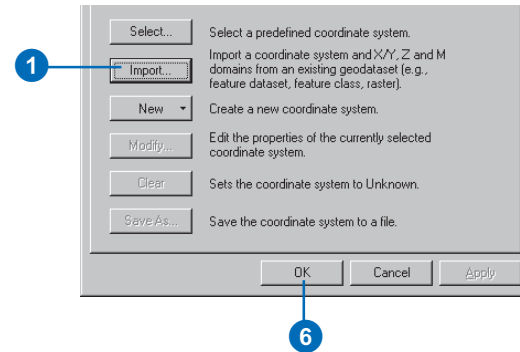 Select...
Select a predefined coordinate system.
1
Import...
Import a coordinate system and X/Y, Z and M
domains from an existing geodataset (e.g.,
feature dataset, feature class, raster).
New
Create a new coordinate system.
Modify...
Edit the properties of the currently selected
coordinate system.
Clear
Sets the coordinate system to Unknown.
Save As...
Save the coordinate system to a file.
OK
Cancel
Apply
6